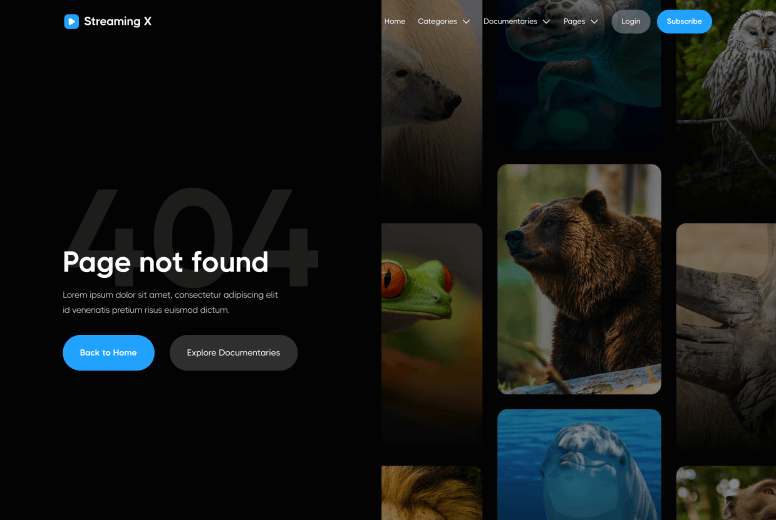 Streaming X
Home Categories Documentaries Pages Login Subscribe
404
Page not found
Lorem ipsum dolor sit amet, consectetur adipiscing elit
id venenatis pretium risus euismod dictum.
Back to Home Explore Documentaries